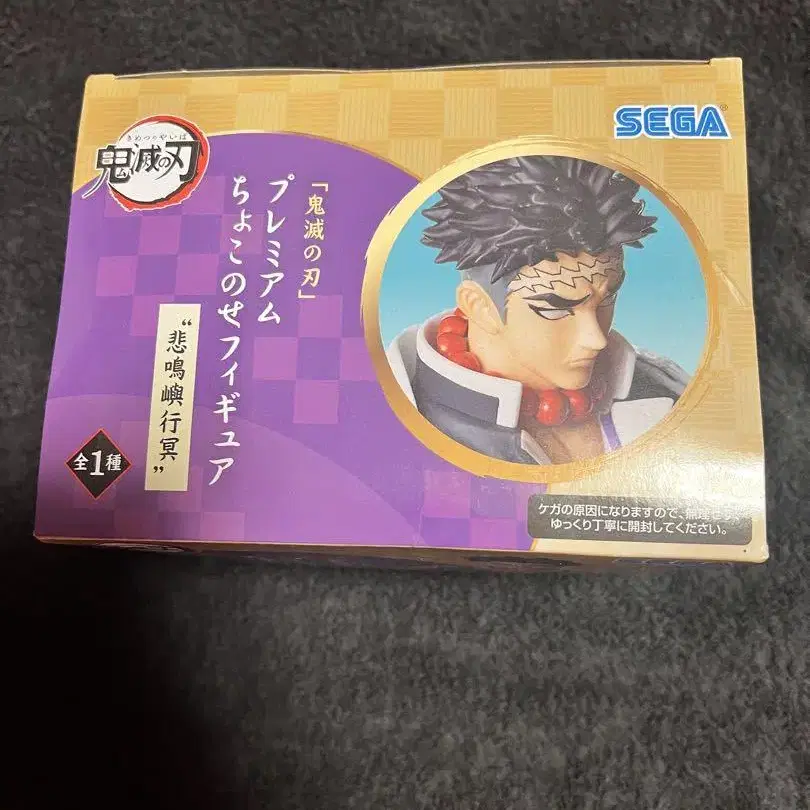 きめつのやいば
鬼滅の刃
SEGA®
「鬼滅の刃」
プレミアム
ちょこのせフィギュア
“悲鳴嶼行冥”
全1種
ケガの原因になりますので、無理せず
ゆっくり丁寧に開封してください。